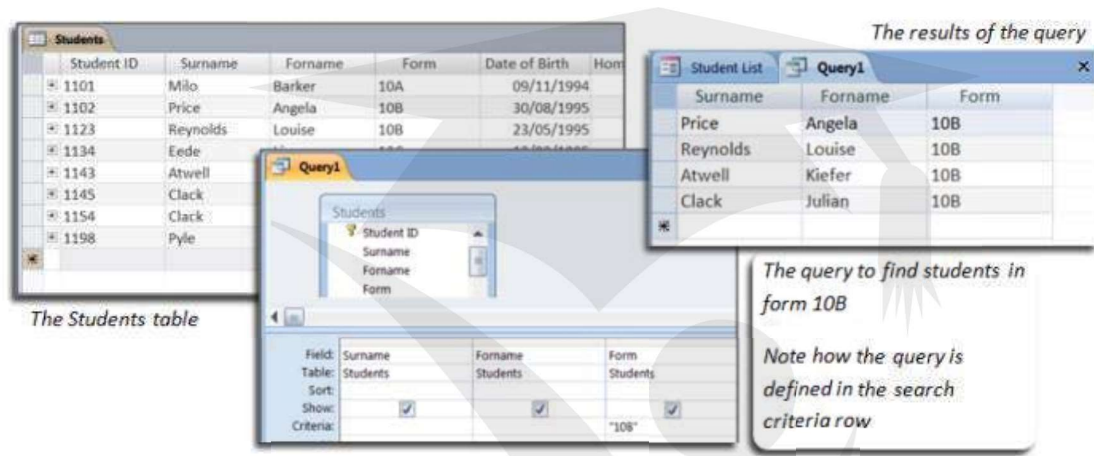 The results of the query
Students
Student ID Surname Forname Form Date of Birth Hom
1101 Milo Barker 10A 09/11/1994
1102 Price Angela 10B 30/08/1995
1123 Reynolds Louise 10B 23/05/1995
1134 Eede
1143 Atwell
1145 Clack
1154 Clack
1198 Pyle
The Students table
Query1
Students
Student ID
Surname
Forname
Form
Field: Surname Forname Form
Table: Students Students Students
Sort:
Show:
Criteria: "10B"
Student List Query1
Surname Forname Form
Price Angela 10B
Reynolds Louise 10B
Atwell Kiefer 10B
Clack Julian 10B
The query to find students in
form 10B
Note how the query is
defined in the search
criteria row